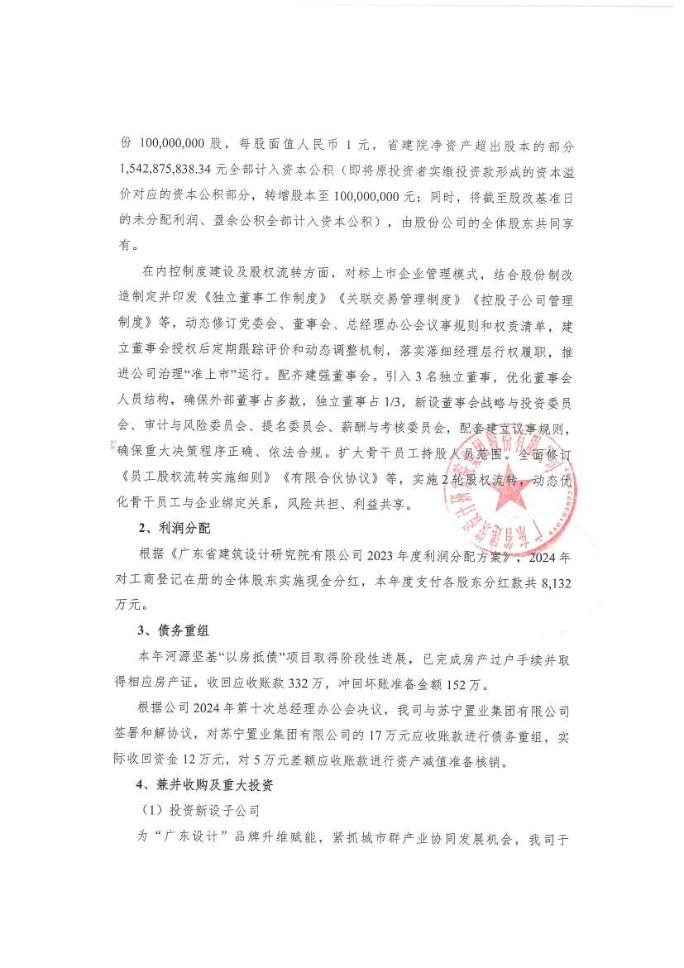 份 100,000,000 股，每股面值人民币 1 元，省建院净资产超出股本的部分
1,542,875,838.34 元全部计入资本公积（即将原投资者实缴投资款形成的资本溢
价对应的资本公积部分，转增股本至 100,000,000 元；同时，将截至股改基准日
的未分配利润、盈余公积全部计入资本公积），由股份公司的全体股东共同享
有。
在内控制度建设及股权流转方面，对标上市企业管理模式，结合股份制改
造制定并印发《独立董事工作制度》《关联交易管理制度》《控股子公司管理
制度》等，动态修订党委会、董事会、总经理办公会议事规则和权责清单，建
立董事会授权后定期跟踪评价和动态调整机制，落实落细经理层行权履职，推
进公司治理“准上市”运行。配齐建强董事会。引入 3 名独立董事，优化董事会
人员结构，确保外部董事占多数，独立董事占 1/3，新设董事会战略与投资委员
会、审计与风险委员会、提名委员会、薪酬与考核委员会，配套建立议事规则，
确保重大决策程序正确、依法合规。扩大骨干员工持股人员范围。全面修订
《员工股权流转实施细则》《有限合伙协议》等，实施 2 轮股权流转，动态优
化骨干员工与企业绑定关系，风险共担、利益共享。
2、利润分配
根据《广东省建筑设计研究院有限公司 2023 年度利润分配方案》，2024 年
对工商登记在册的全体股东实施现金分红，本年度支付各股东分红款共 8,132
万元。
3、债务重组
本年河源坚基“以房抵债”项目取得阶段性进展，已完成房产过户手续并取
得相应房产证，收回应收账款 332 万，冲回坏账准备金额 152 万。
根据公司 2024 年第十次总经理办公会决议，我司与苏宁置业集团有限公司
签署和解协议，对苏宁置业集团有限公司的 17 万元应收账款进行债务重组，实
际收回资金 12 万元，对 5 万元差额应收账款进行资产减值准备核销。
4、兼并收购及重大投资
（1）投资新设子公司
为“广东设计”品牌升维赋能，紧抓城市群产业协同发展机会，我司于
广东省建筑设计研究院集团股份有限公司